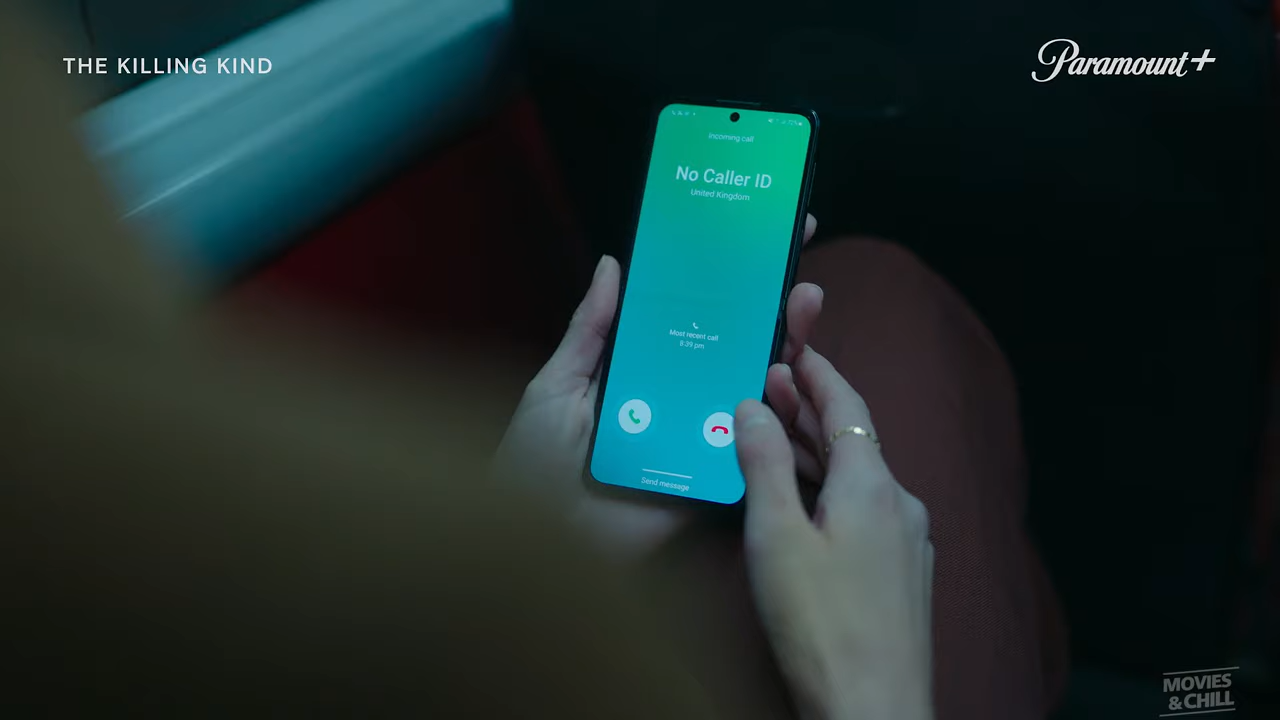 THE KILLING KIND
Paramount+
Incoming call
No Caller ID
United Kingdom
Most recent call
8:39 pm
Send message
MOVIES
& CHILL